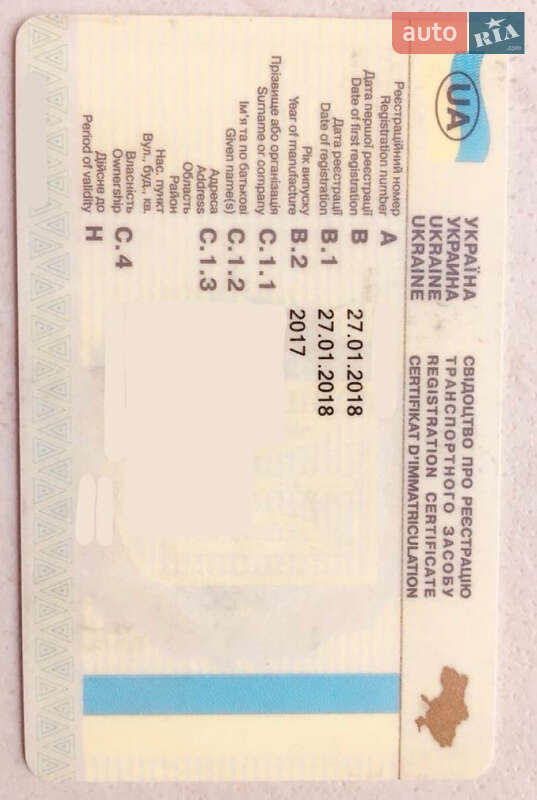 auto RIA.com
UA
УКРАЇНА
УКРАИНА
UKRAINE
UKRAINE
СВІДОЦТВО ПРО РЕЄСТРАЦІЮ
ТРАНСПОРТНОГО ЗАСОБУ
REGISTRATION CERTIFICATE
CERTIFIKAT D'IMMATRICULATION
Реєстраційний номер
Registration number A
Дата першої реєстрації
Date of first registration B 27.01.2018
Дата реєстрації
Date of registration B.1 27.01.2018
Рік випуску
Year of manufacture B.2 2017
Прізвище або організація
Surname or company C.1.1
Ім'я та по батькові
Given name(s) C.1.2
Адреса
Address C.1.3
Область
Район
Нас. пункт
Вул., буд., кв.
Власність
Ownership C.4
Дійсне до
Period of validity H